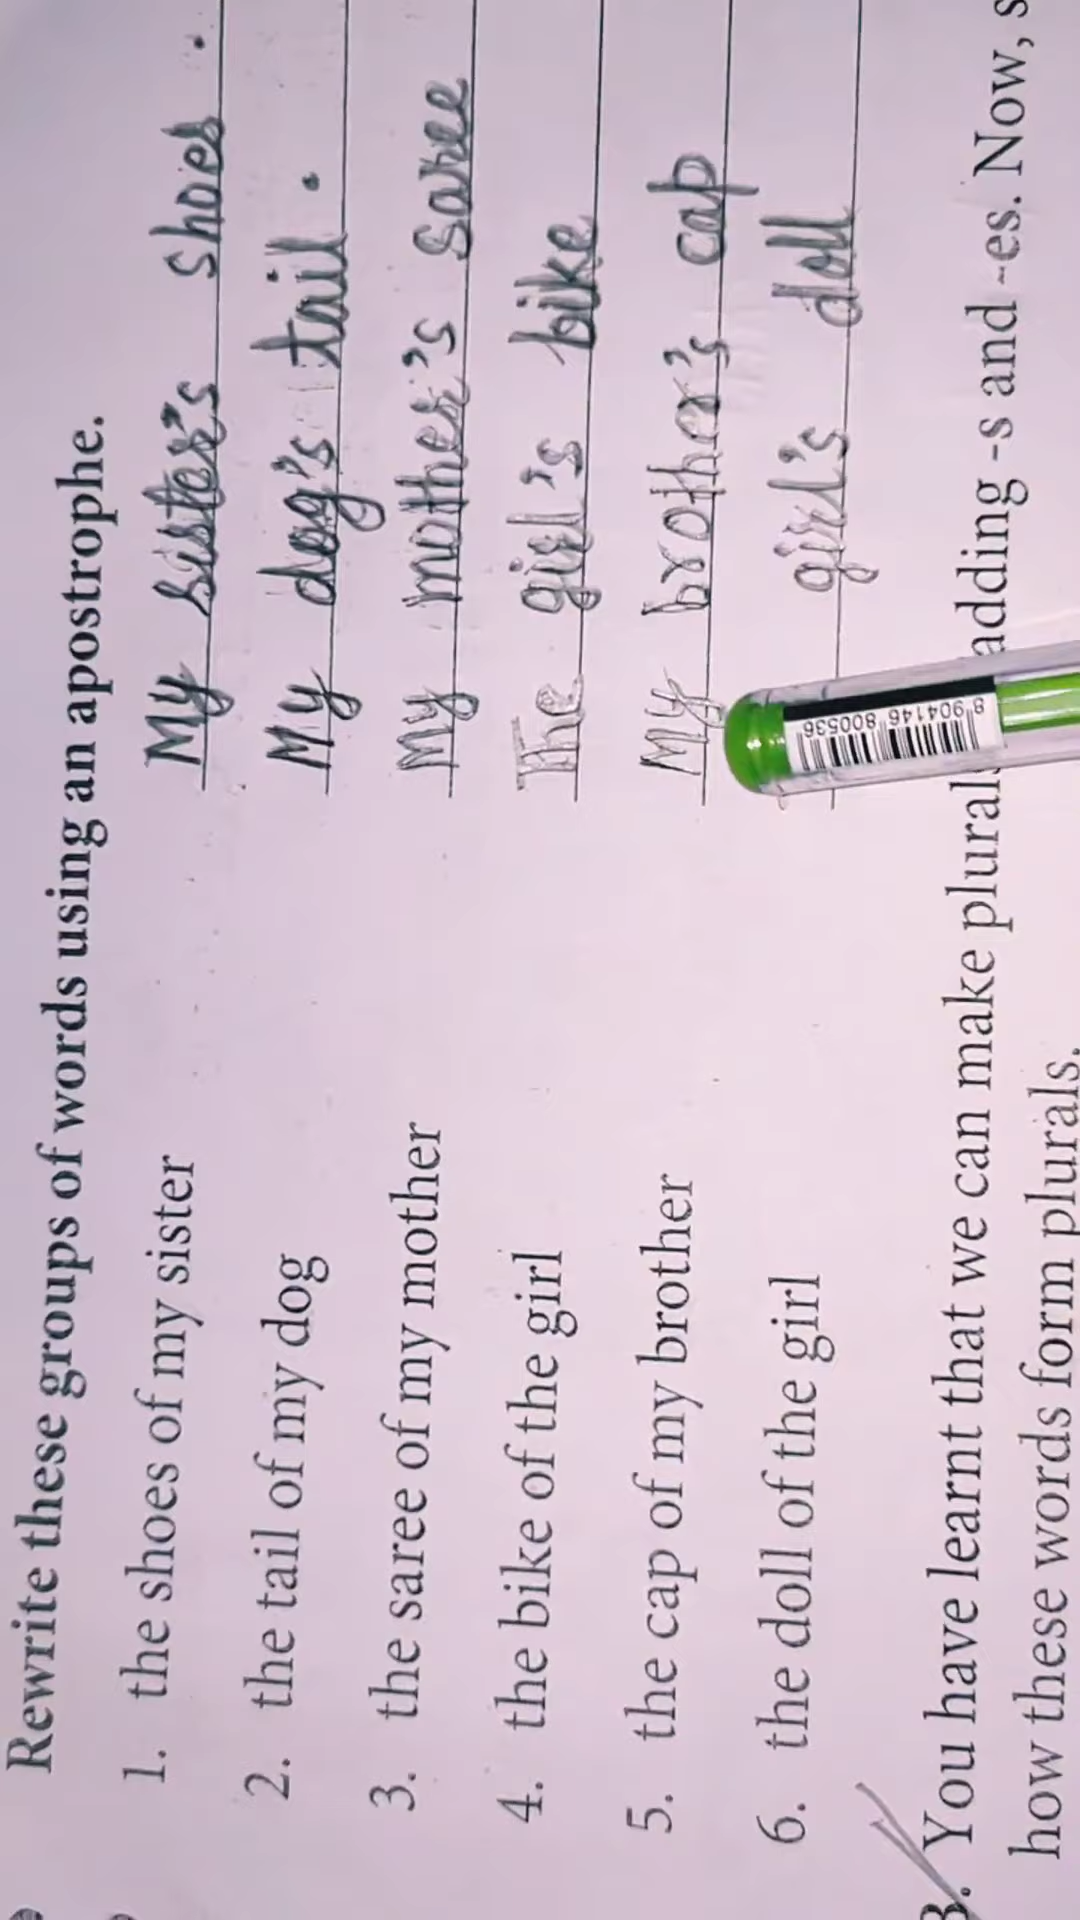 Rewrite these groups of words using an apostrophe.
1. the shoes of my sister My sister's shoes.
2. the tail of my dog My dog's tail.
3. the saree of my mother My mother's saree
4. the bike of the girl The girl's bike
5. the cap of my brother My brother's cap
6. the doll of the girl girl's doll
8 904146 800536
3. You have learnt that we can make plural adding -s and -es. Now, s
how these words form plurals.